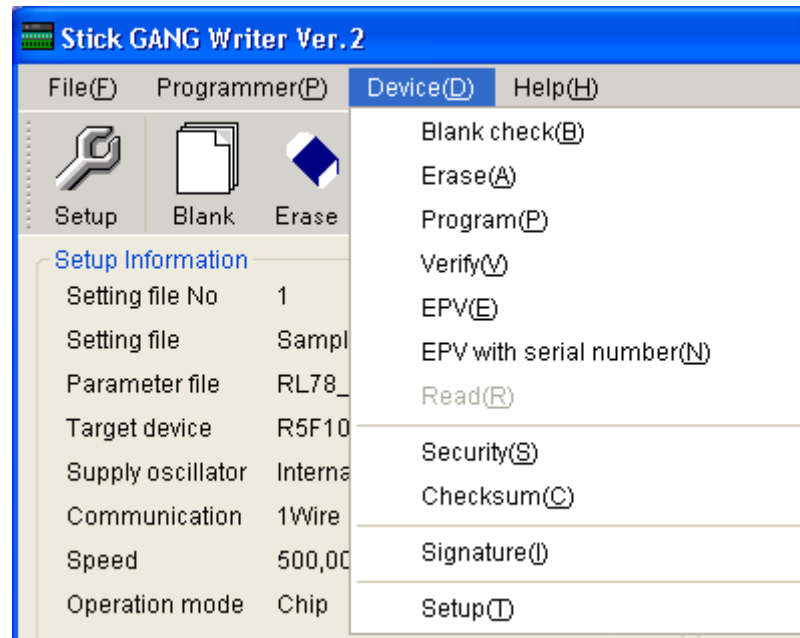 Stick GANG Writer Ver.2
File(F) Programmer(P) Device(D) Help(H)
Setup Blank Erase
Blank check(B)
Erase(A)
Program(P)
Verify(V)
EPV(E)
EPV with serial number(N)
Read(R)
Security(S)
Checksum(C)
Signature(I)
Setup(T)
Setup Information
Setting file No 1
Setting file Sampl
Parameter file RL78_
Target device R5F10
Supply oscillator Interna
Communication 1Wire
Speed 500,00
Operation mode Chip